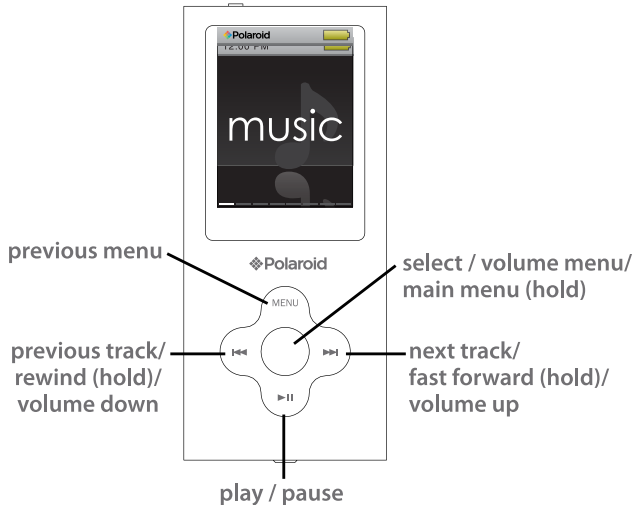 Polaroid
12:00 PM
music
previous menu
Polaroid
select / volume menu/
main menu (hold)
MENU
previous track/
rewind (hold)/
volume down
next track/
fast forward (hold)/
volume up
play / pause